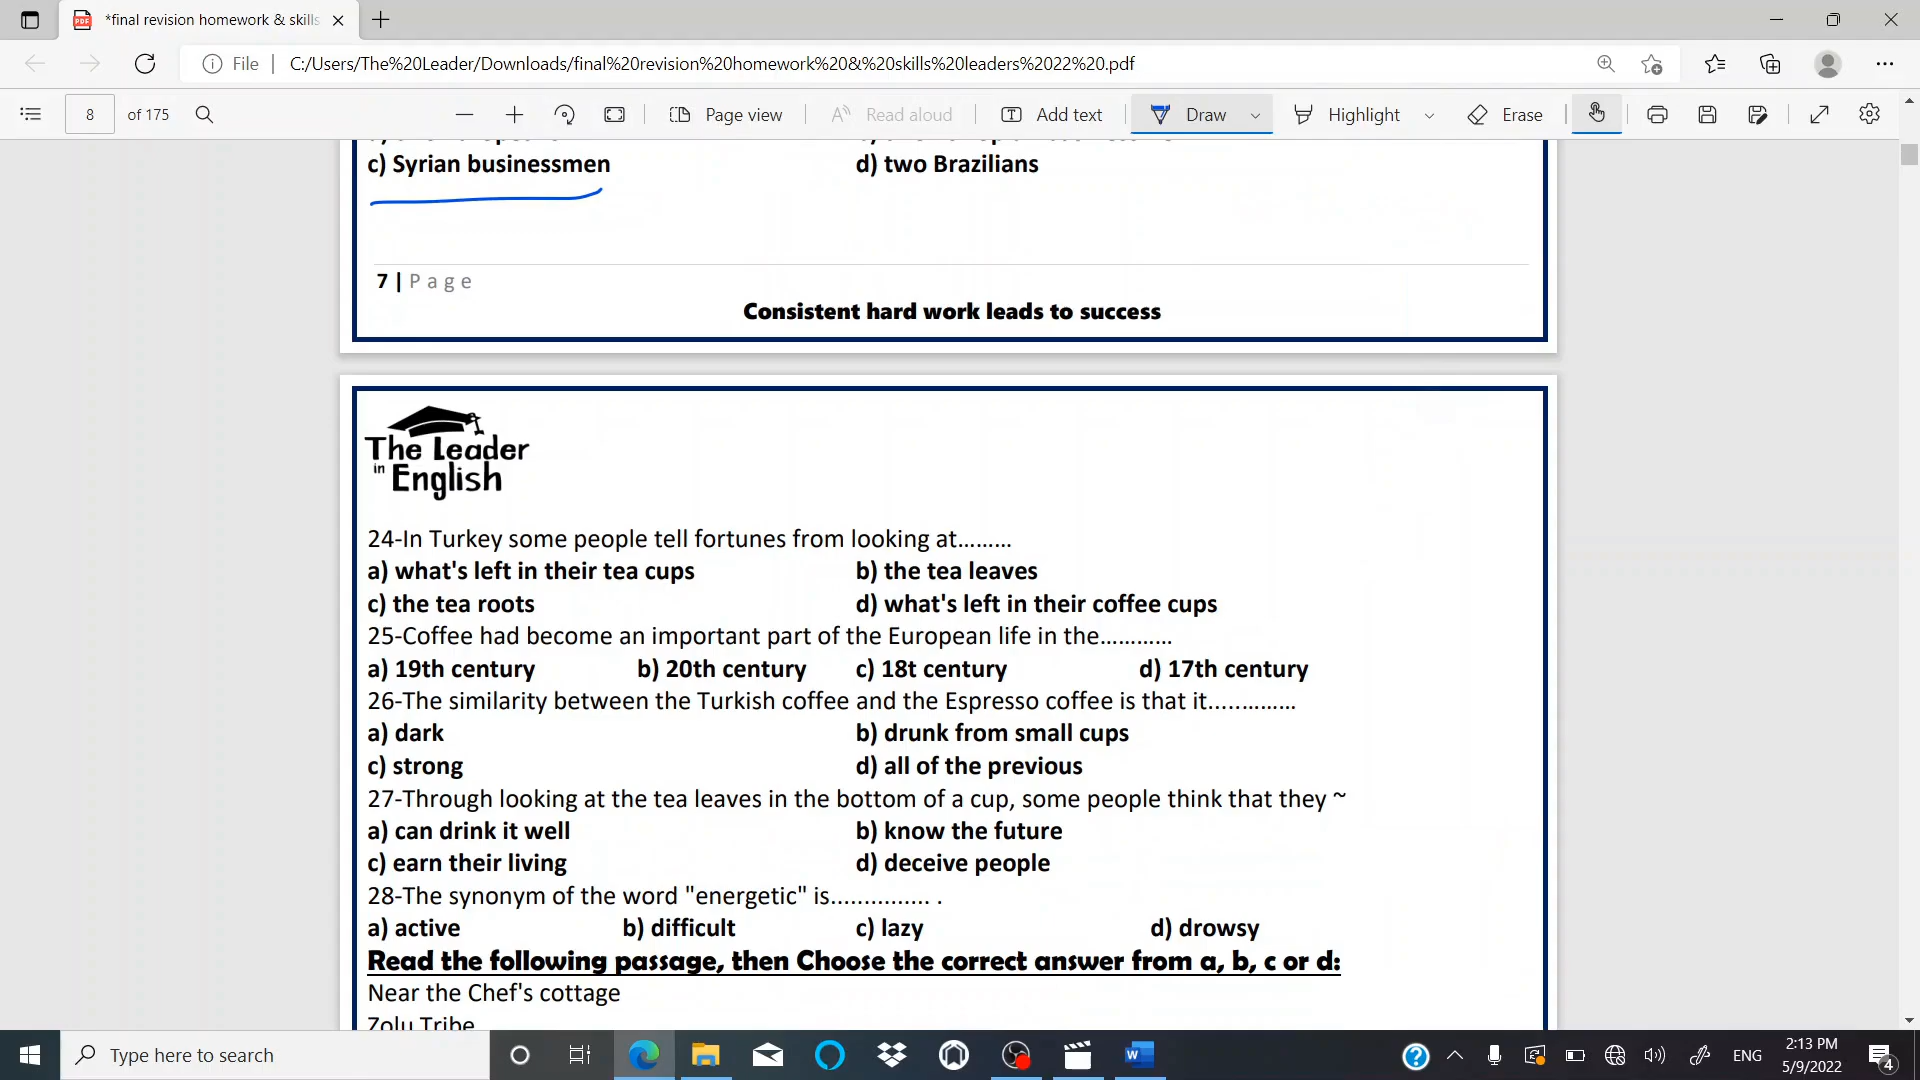 *final revision homework & skills
File
C:/Users/The%20Leader/Downloads/final%20revision%20homework%20&%20skills%20leaders%2022%20.pdf
8 of 175
Page view
Read aloud
Add text
Draw
Highlight
Erase
c) Syrian businessmen d) two Brazilians
7 | Page
Consistent hard work leads to success
The Leader
in English
24-In Turkey some people tell fortunes from looking at.........
a) what's left in their tea cups b) the tea leaves
c) the tea roots d) what's left in their coffee cups
25-Coffee had become an important part of the European life in the............
a) 19th century b) 20th century c) 18t century d) 17th century
26-The similarity between the Turkish coffee and the Espresso coffee is that it..............
a) dark b) drunk from small cups
c) strong d) all of the previous
27-Through looking at the tea leaves in the bottom of a cup, some people think that they ~
a) can drink it well b) know the future
c) earn their living d) deceive people
28-The synonym of the word "energetic" is............... .
a) active b) difficult c) lazy d) drowsy
Read the following passage, then Choose the correct answer from a, b, c or d:
Near the Chef's cottage
Zolu Tribe
Type here to search
ENG
2:13 PM
5/9/2022
4